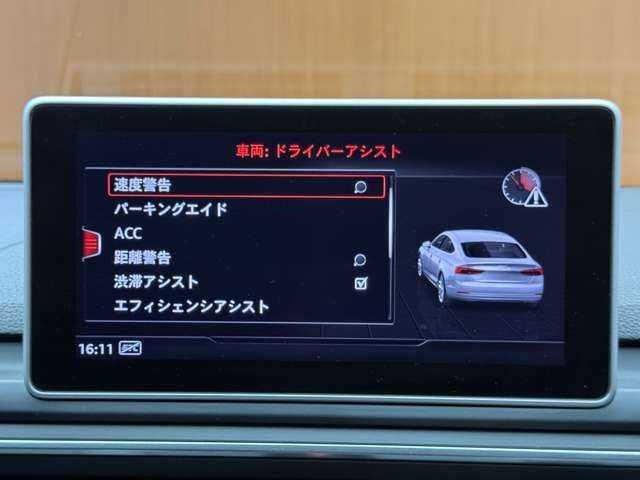 車両: ドライバーアシスト
速度警告
パーキングエイド
ACC
距離警告
渋滞アシスト
エフィシェンシアシスト
16:11 ETC